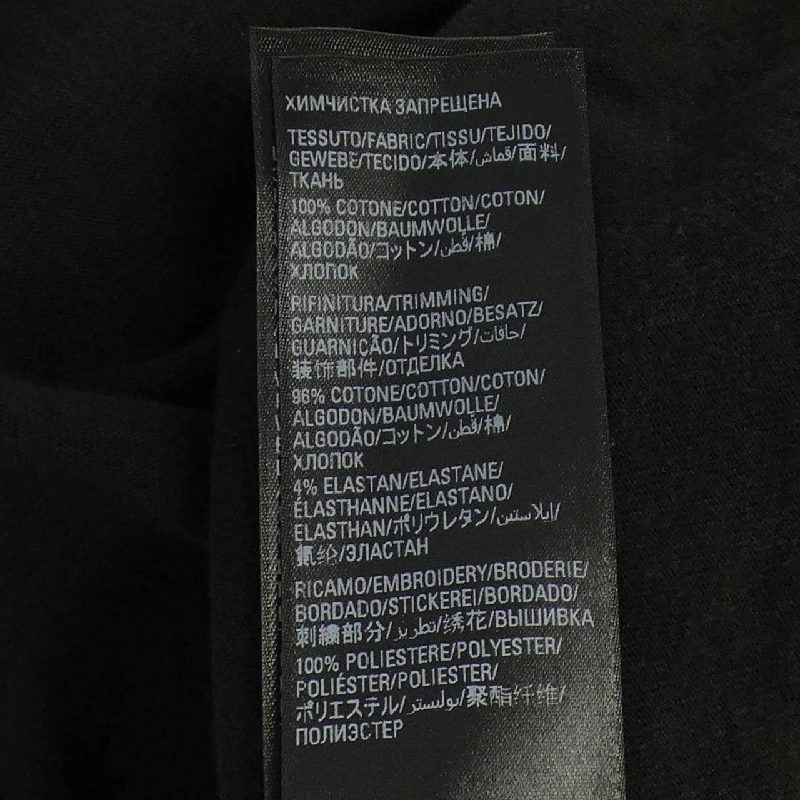 ХИМЧИСТКА ЗАПРЕЩЕНА
TESSUTO/FABRIC/TISSU/TEJIDO/
GEWEBE/TECIDO/本体/قماش/面料/
ТКАНЬ
100% COTONE/COTTON/COTON/
ALGODON/BAUMWOLLE/
ALGODÃO/コットン/قطن/棉/
ХЛОПОК
RIFINITURA/TRIMMING/
GARNITURE/ADORNO/BESATZ/
GUARNIÇÃO/トリミング/حافات/
装饰部件/ОТДЕЛКА
96% COTONE/COTTON/COTON/
ALGODON/BAUMWOLLE/
ALGODÃO/コットン/قطن/棉/
ХЛОПОК
4% ELASTAN/ELASTANE/
ÉLASTHANNE/ELASTANO/
ELASTHAN/ポリウレタン/إيلاستين/
氨纶/ЭЛАСТАН
RICAMO/EMBROIDERY/BRODERIE/
BORDADO/STICKEREI/BORDADO/
刺繍部分/تطريز/绣花/ВЫШИВКА
100% POLIESTERE/POLYESTER/
POLIÉSTER/POLIESTER/
ポリエステル/بوليستر/聚酯纤维/
ПОЛИЭСТЕР